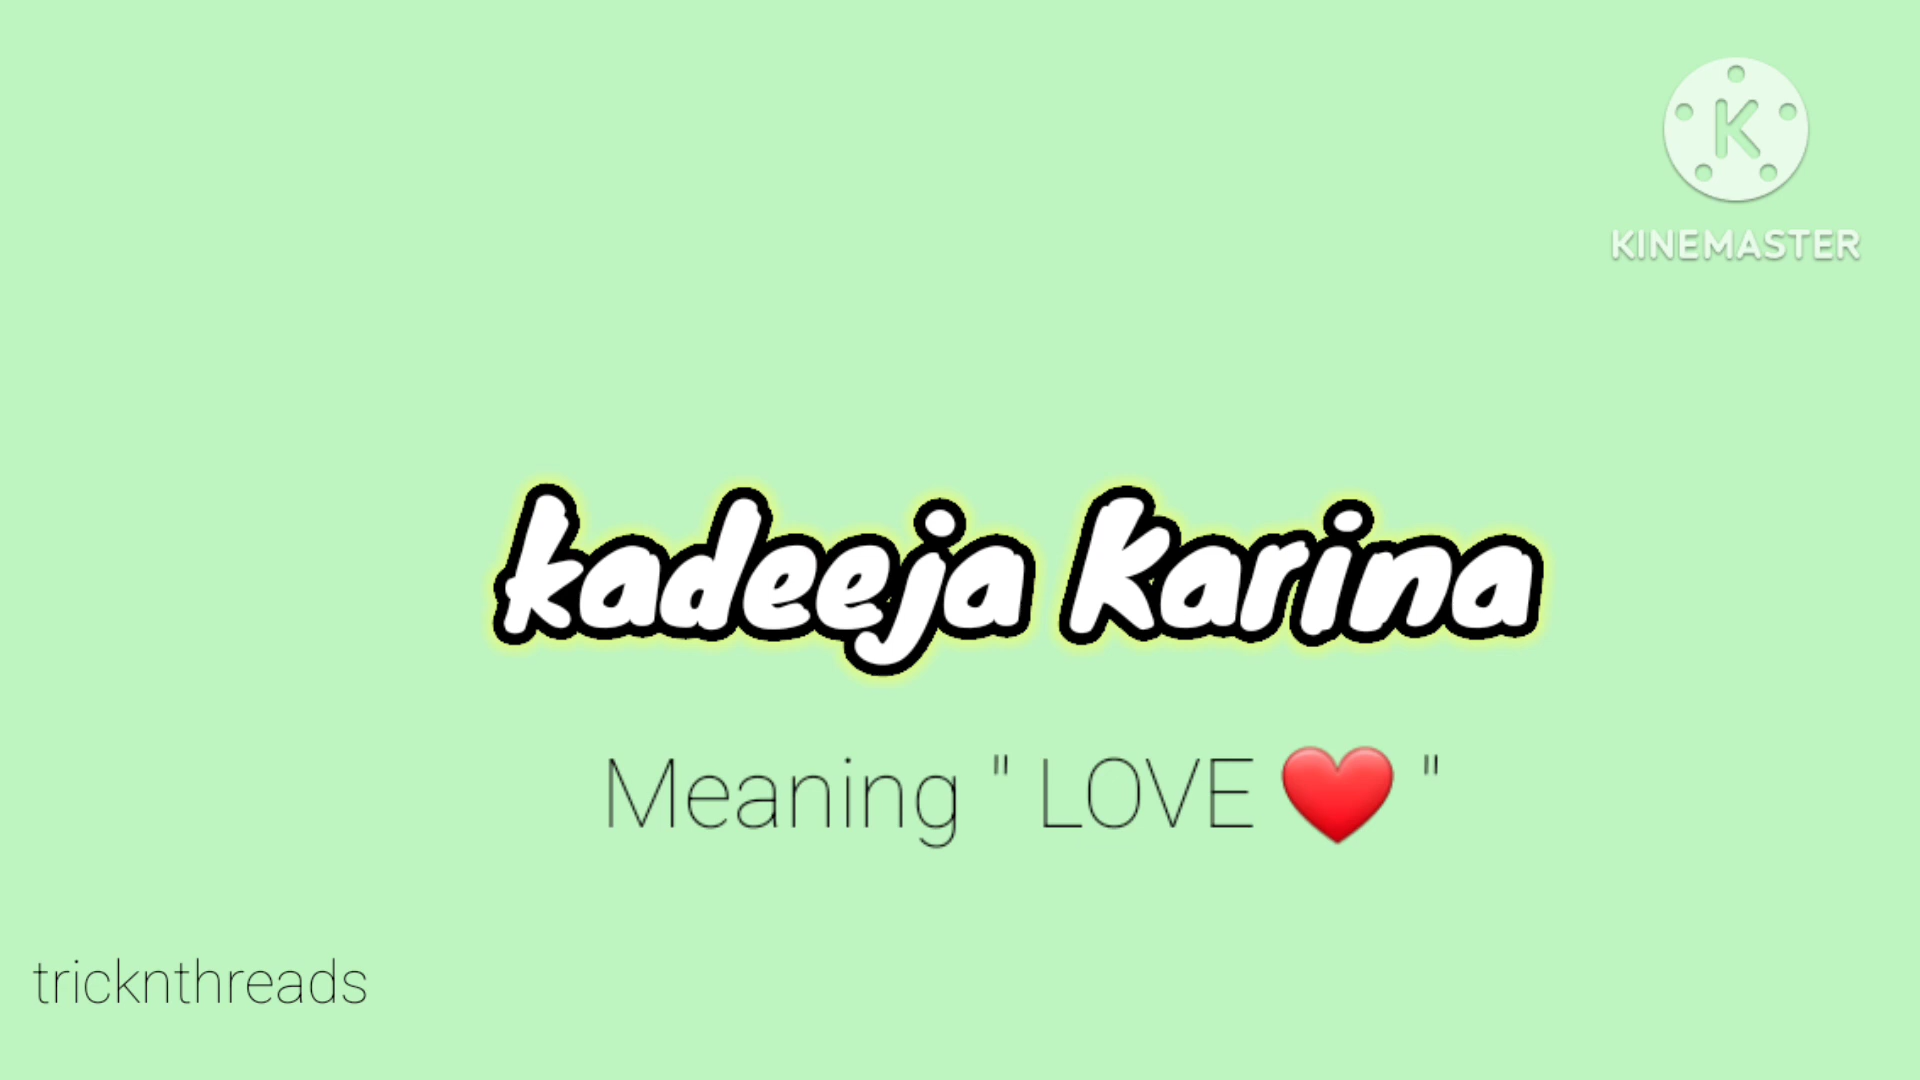 K
KINEMASTER
kadeeja Karina
Meaning " LOVE ❤️ "
tricknthreads